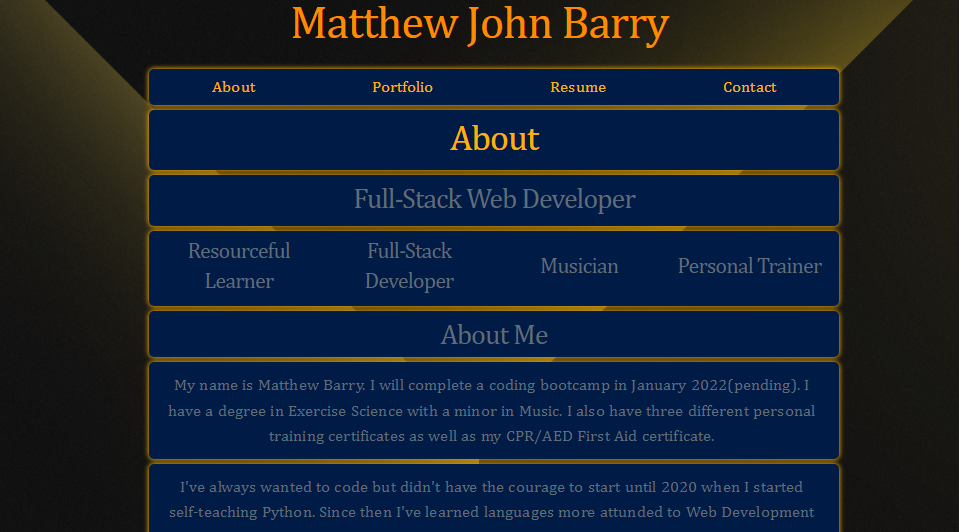 Matthew John Barry
About Portfolio Resume Contact
About
Full-Stack Web Developer
Resourceful Learner Full-Stack Developer Musician Personal Trainer
About Me
My name is Matthew Barry. I will complete a coding bootcamp in January 2022(pending). I
have a degree in Exercise Science with a minor in Music. I also have three different personal
training certificates as well as my CPR/AED First Aid certificate.
I've always wanted to code but didn't have the courage to start until 2020 when I started
self-teaching Python. Since then I've learned languages more attunded to Web Development